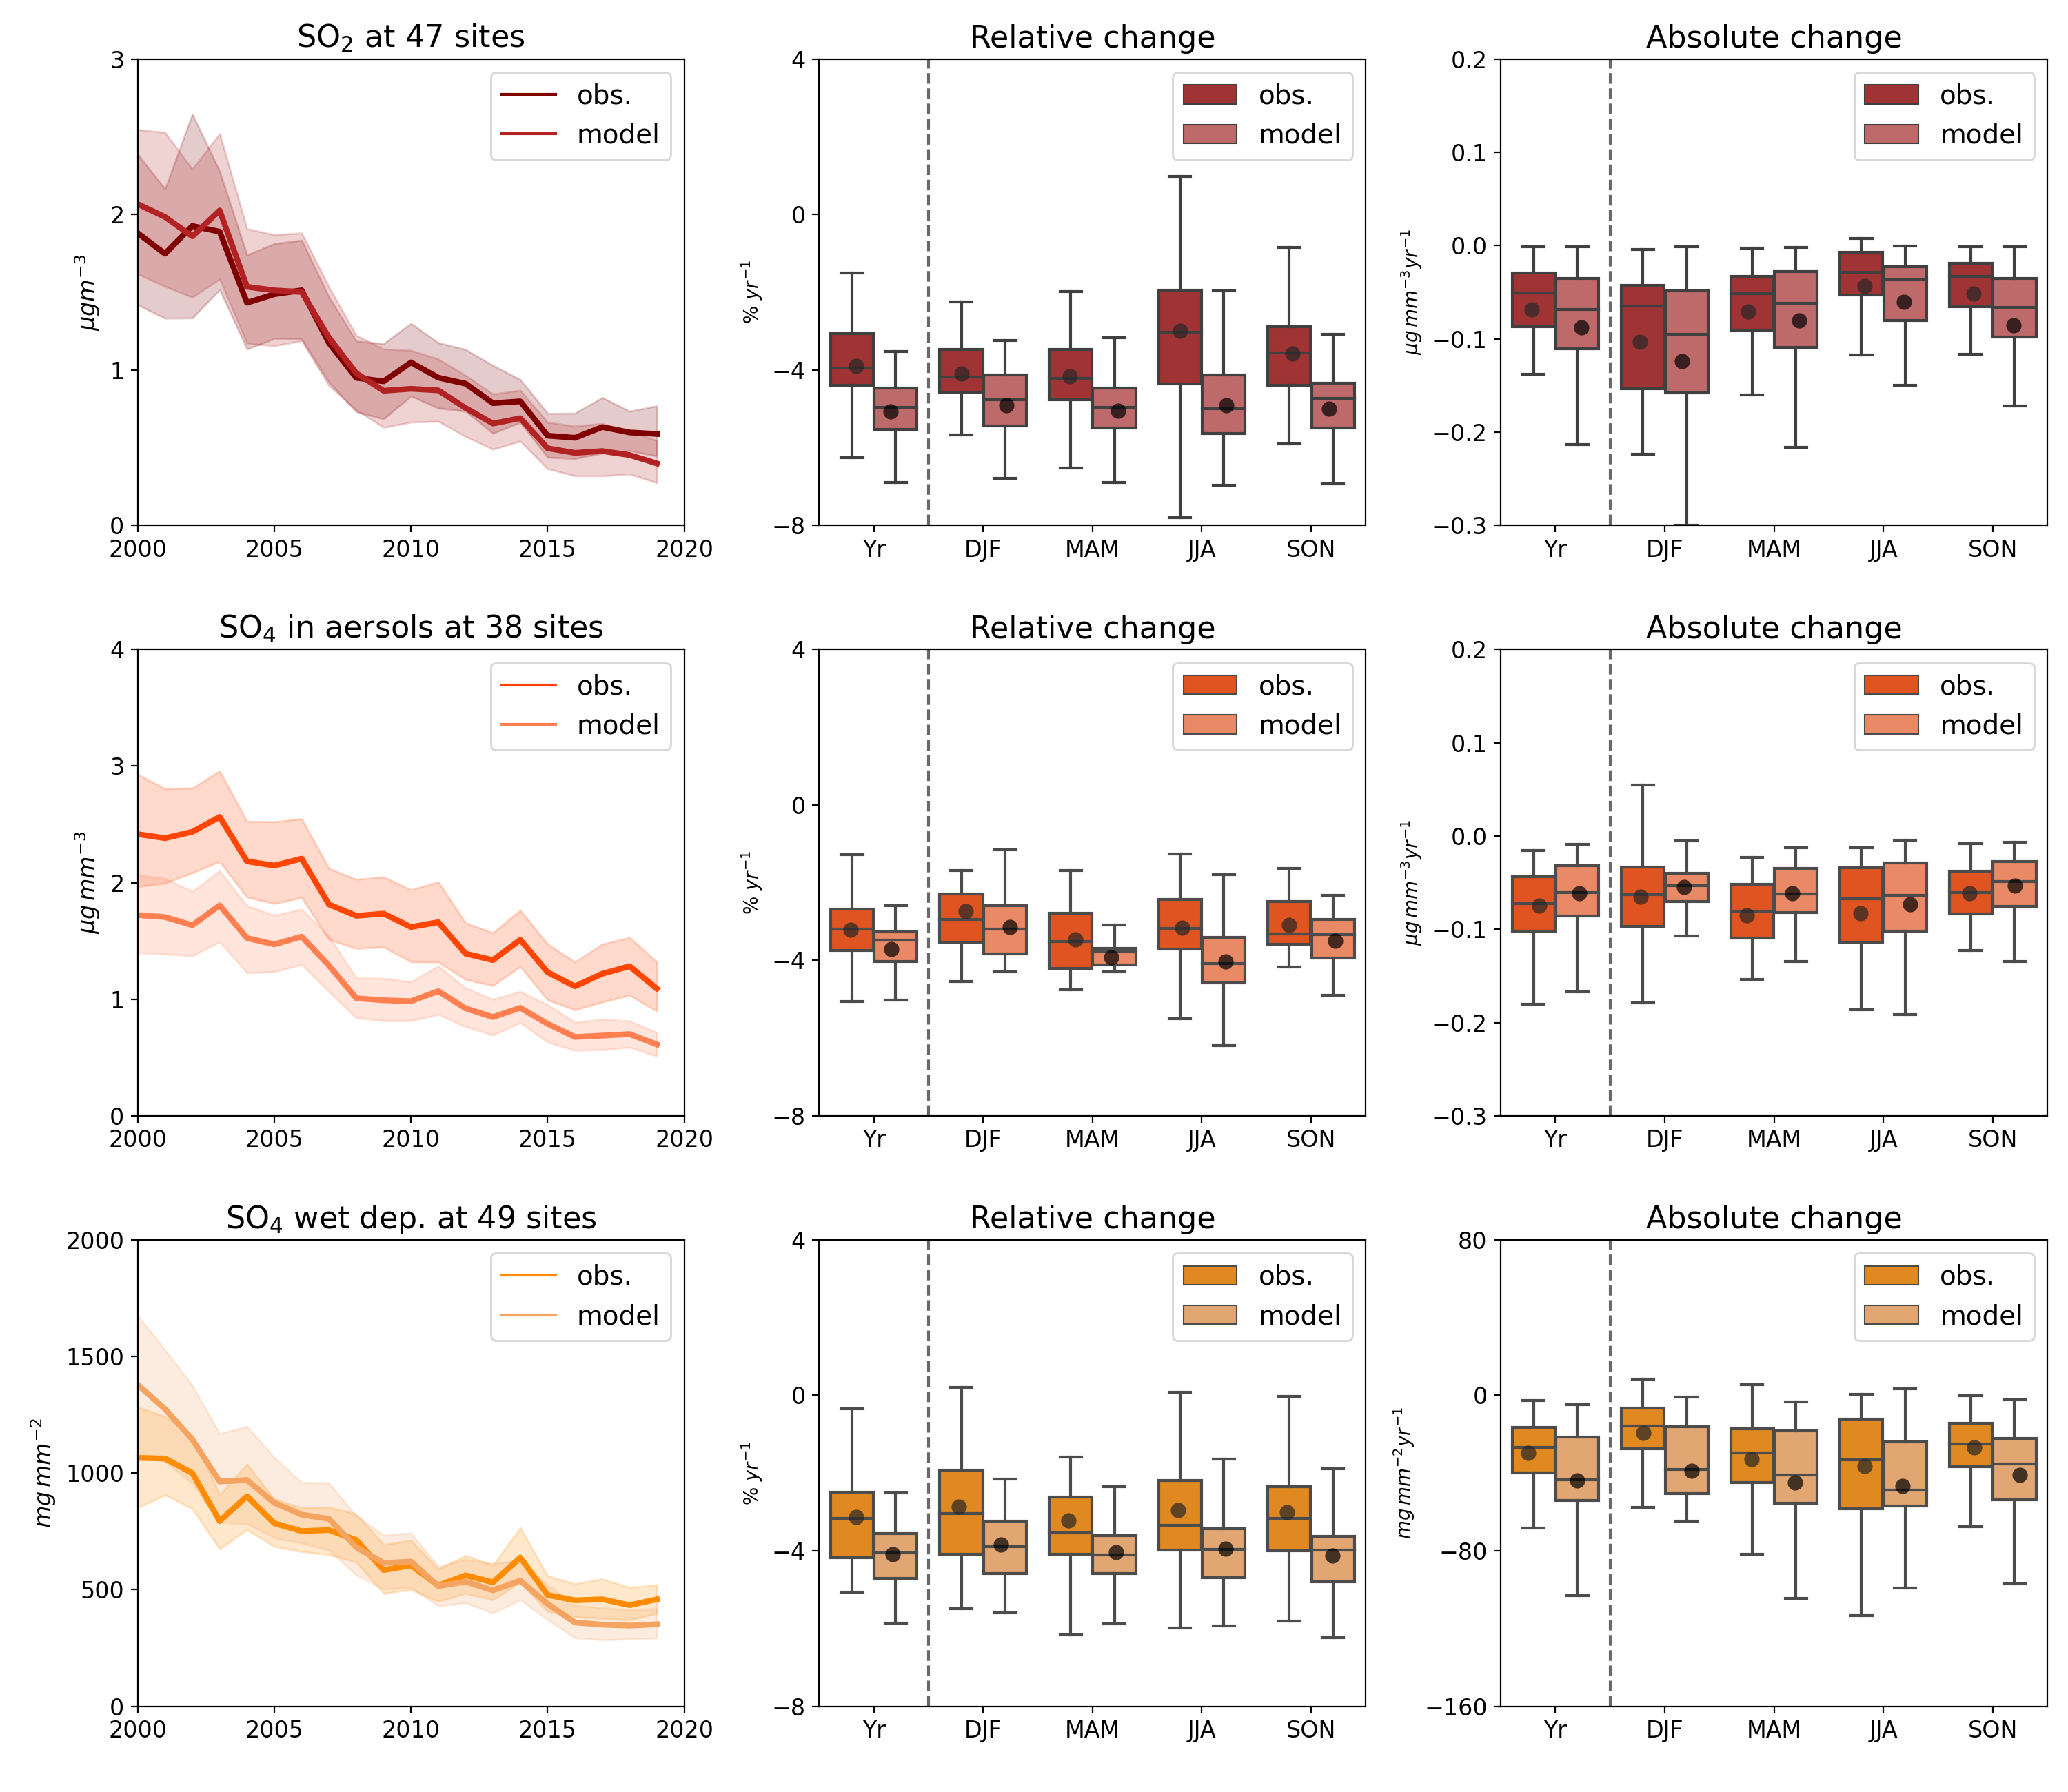 SO₂ at 47 sites
3
2
1
0
μgm⁻³
2000 2005 2010 2015 2020
obs.
model
Relative change
4
0
−4
−8
% yr⁻¹
Yr DJF MAM JJA SON
obs.
model
Absolute change
0.2
0.1
0.0
−0.1
−0.2
−0.3
μg mm⁻³yr⁻¹
Yr DJF MAM JJA SON
obs.
model
SO₄ in aersols at 38 sites
4
3
2
1
0
μg mm⁻³
2000 2005 2010 2015 2020
obs.
model
Relative change
4
0
−4
−8
% yr⁻¹
Yr DJF MAM JJA SON
obs.
model
Absolute change
0.2
0.1
0.0
−0.1
−0.2
−0.3
μg mm⁻³yr⁻¹
Yr DJF MAM JJA SON
obs.
model
SO₄ wet dep. at 49 sites
2000
1500
1000
500
0
mg mm⁻²
2000 2005 2010 2015 2020
obs.
model
Relative change
4
0
−4
−8
% yr⁻¹
Yr DJF MAM JJA SON
obs.
model
Absolute change
80
0
−80
−160
mg mm⁻²yr⁻¹
Yr DJF MAM JJA SON
obs.
model